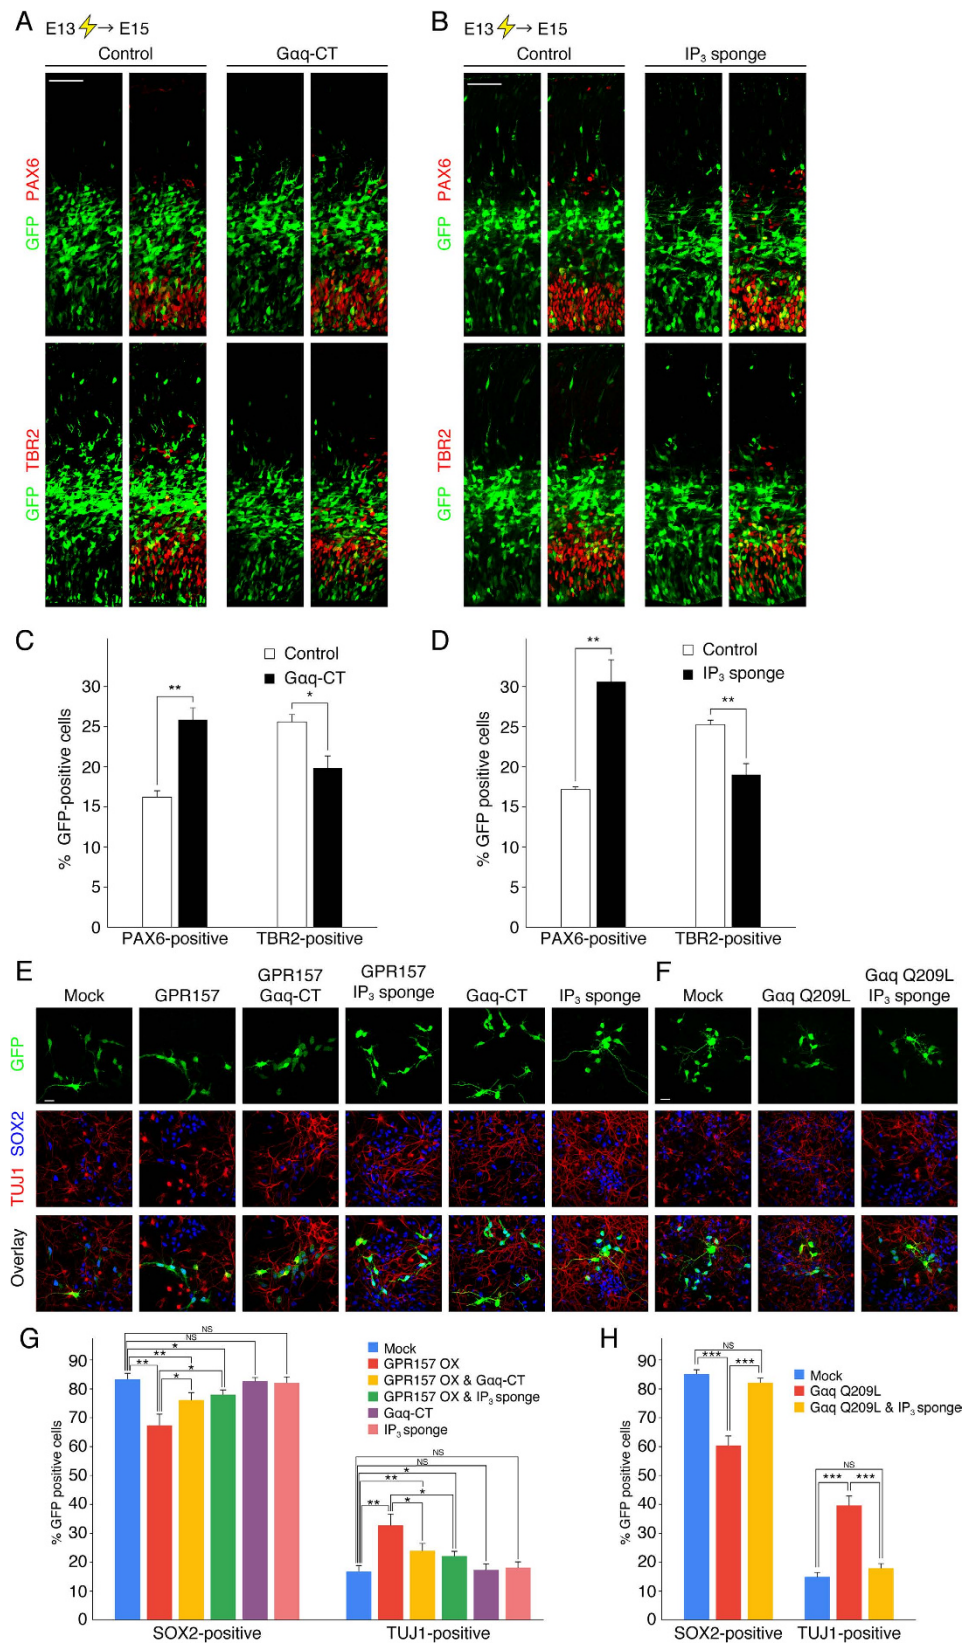 A
E13 → E15
Control
Gαq-CT
GFP PAX6
GFP TBR2
B
E13 → E15
Control
IP₃ sponge
GFP PAX6
GFP TBR2
C
% GFP-positive cells
30
25
20
15
10
5
0
**
*
Control
Gαq-CT
PAX6-positive
TBR2-positive
D
% GFP positive cells
30
25
20
15
10
5
0
**
**
Control
IP₃ sponge
PAX6-positive
TBR2-positive
E
Mock
GPR157
GPR157
Gαq-CT
GPR157
IP₃ sponge
Gαq-CT
IP₃ sponge
GFP
TUJ1 SOX2
Overlay
F
Mock
Gαq Q209L
Gαq Q209L
IP₃ sponge
G
% GFP positive cells
90
80
70
60
50
40
30
20
10
0
NS
NS
*
**
**
*
*
Mock
GPR157 OX
GPR157 OX & Gαq-CT
GPR157 OX & IP₃ sponge
Gαq-CT
IP₃ sponge
NS
NS
*
**
*
**
*
SOX2-positive
TUJ1-positive
H
% GFP positive cells
90
80
70
60
50
40
30
20
10
0
NS
***
***
Mock
Gαq Q209L
Gαq Q209L & IP₃ sponge
NS
***
***
SOX2-positive
TUJ1-positive